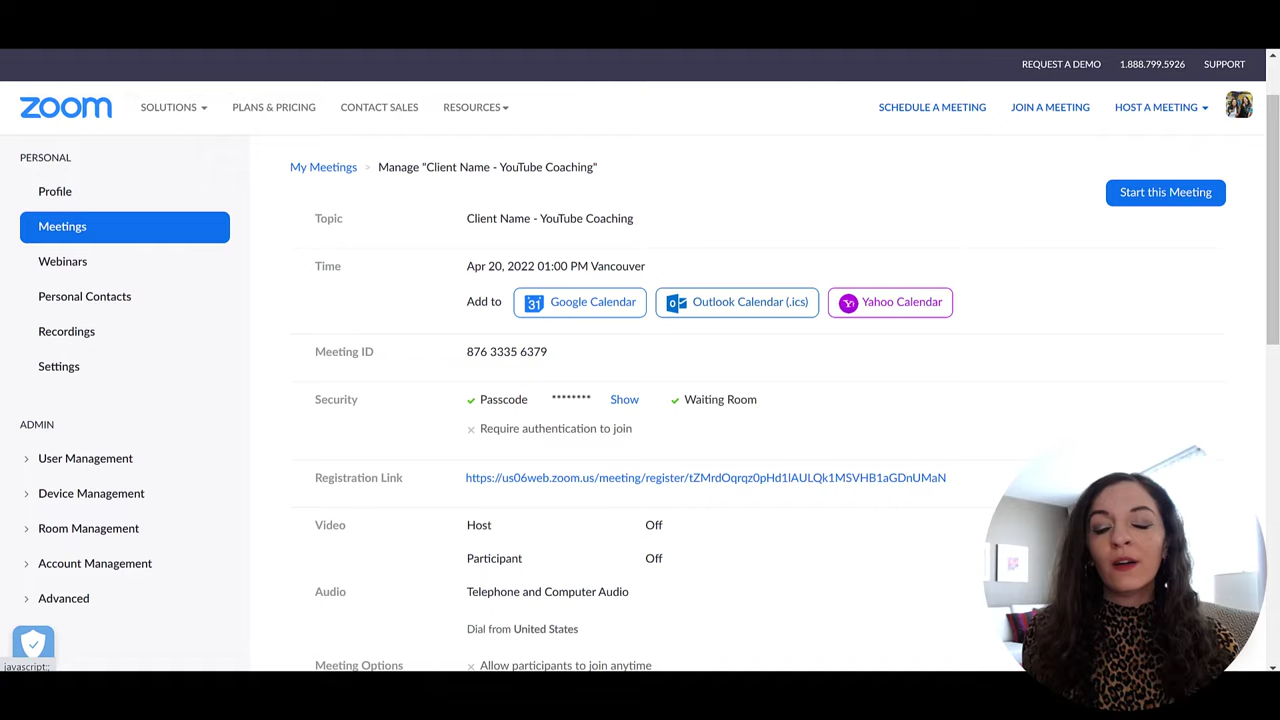 REQUEST A DEMO 1.888.799.5926 SUPPORT
zoom SOLUTIONS PLANS & PRICING CONTACT SALES RESOURCES SCHEDULE A MEETING JOIN A MEETING HOST A MEETING
PERSONAL
Profile
Meetings
Webinars
Personal Contacts
Recordings
Settings
ADMIN
User Management
Device Management
Room Management
Account Management
Advanced
javascript:;
My Meetings > Manage "Client Name - YouTube Coaching"
Start this Meeting
Topic Client Name - YouTube Coaching
Time Apr 20, 2022 01:00 PM Vancouver
Add to 31 Google Calendar Outlook Calendar (.ics) Yahoo Calendar
Meeting ID 876 3335 6379
Security Passcode ******** Show Waiting Room
Require authentication to join
Registration Link https://us06web.zoom.us/meeting/register/tZMrdOqrqz0pHd1lAULQk1MSVHB1aGDnUMaN
Video Host Off
Participant Off
Audio Telephone and Computer Audio
Dial from United States
Meeting Options Allow participants to join anytime